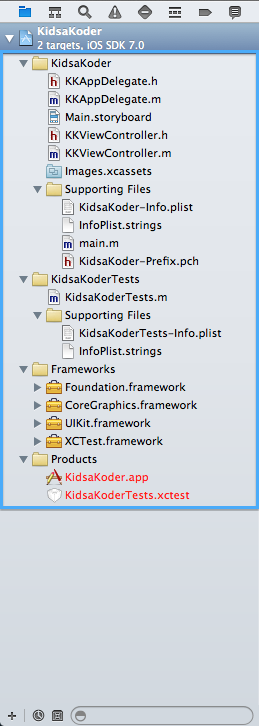 KidsaKoder
2 targets, iOS SDK 7.0
KidsaKoder
KKAppDelegate.h
KKAppDelegate.m
Main.storyboard
KKViewController.h
KKViewController.m
Images.xcassets
Supporting Files
KidsaKoder-Info.plist
InfoPlist.strings
main.m
KidsaKoder-Prefix.pch
KidsaKoderTests
KidsaKoderTests.m
Supporting Files
KidsaKoderTests-Info.plist
InfoPlist.strings
Frameworks
Foundation.framework
CoreGraphics.framework
UIKit.framework
XCTest.framework
Products
KidsaKoder.app
KidsaKoderTests.xctest